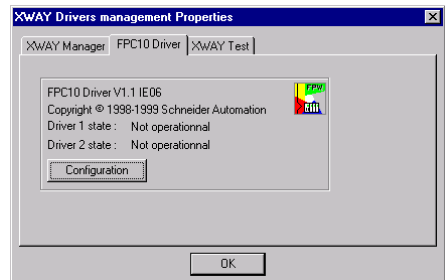 XWAY Drivers management Properties
XWAY Manager FPC10 Driver XWAY Test
FPC10 Driver V1.1 IE06
Copyright © 1998-1999 Schneider Automation
Driver 1 state : Not operationnal
Driver 2 state : Not operationnal
Configuration
FPW
OK